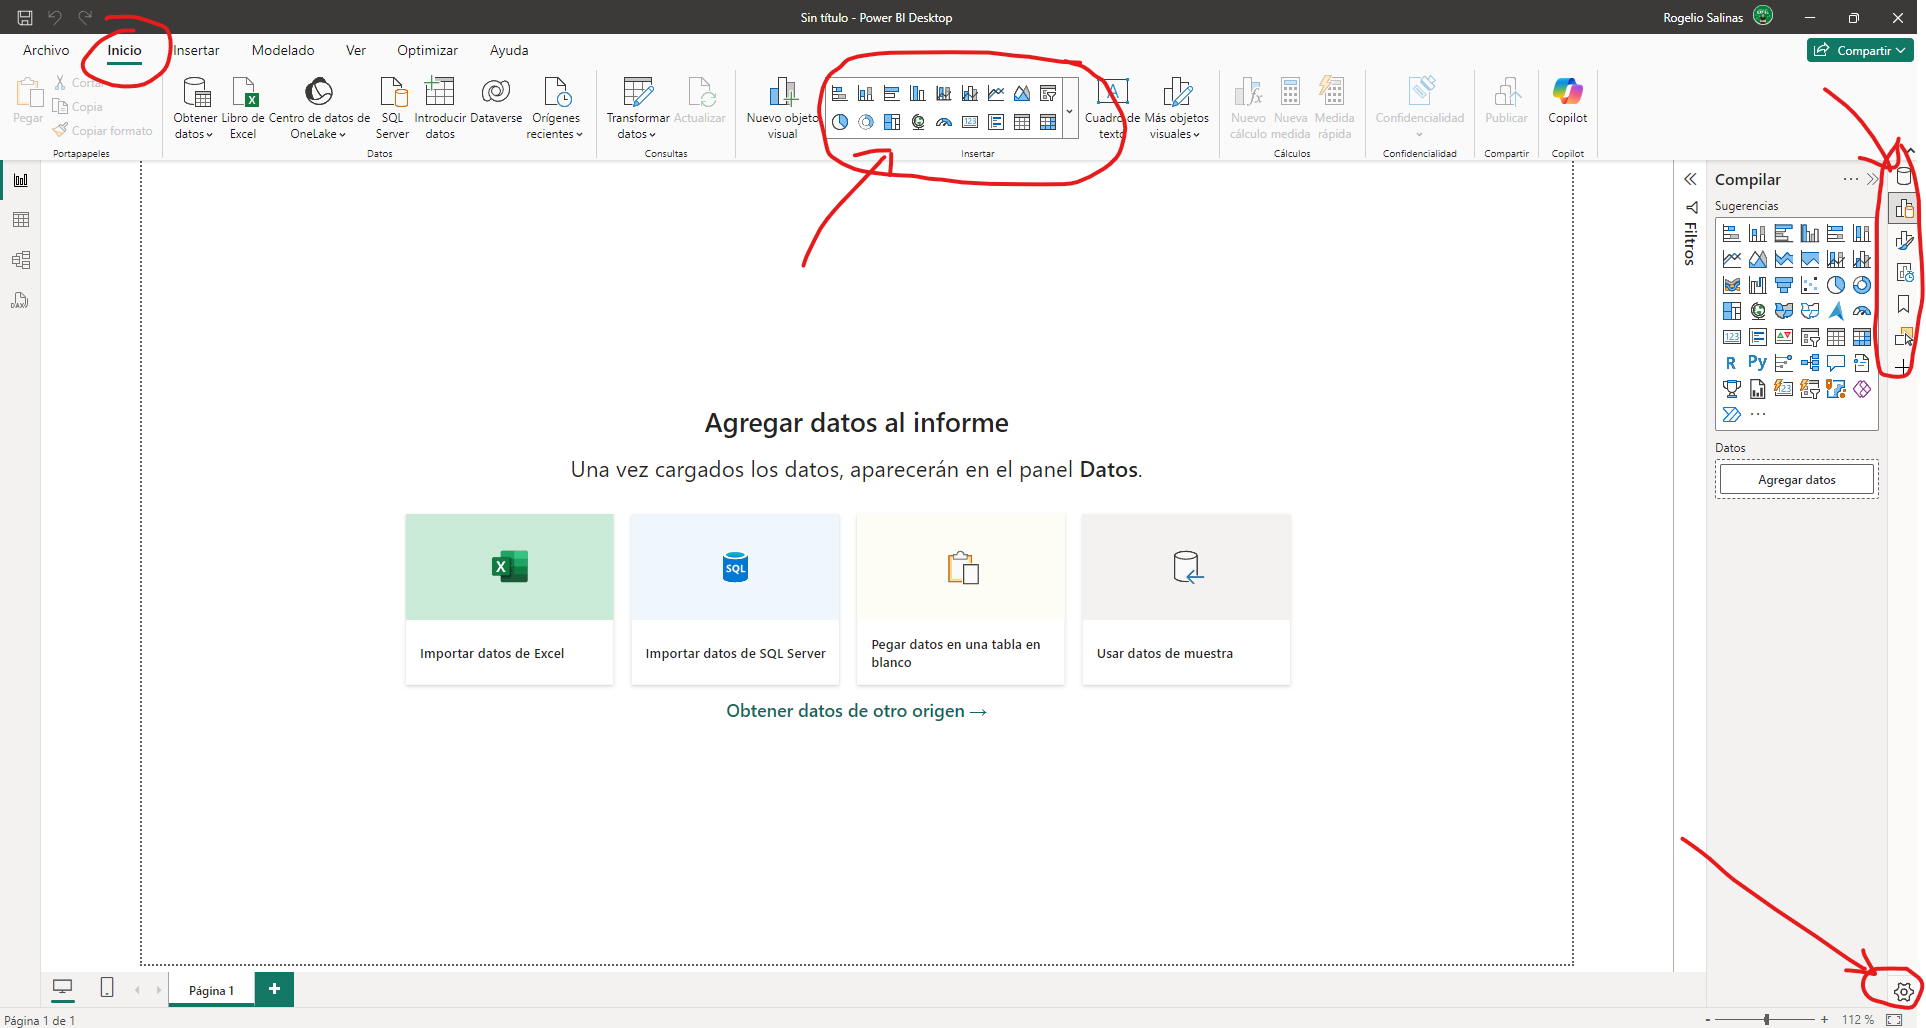 Sin título - Power BI Desktop
Rogelio Salinas
Archivo Inicio Insertar Modelado Ver Optimizar Ayuda
Compartir
Pegar
Cortar
Copia
Copiar formato
Portapapeles
Obtener datos
Libro de Excel
Centro de datos de OneLake
SQL Server
Introducir datos
Dataverse
Orígenes recientes
Datos
Transformar datos
Actualizar
Consultas
Nuevo objeto visual
Cuadro de texto
Más objetos visuales
Insertar
Nuevo cálculo
Nueva medida
Medida rápida
Cálculos
Confidencialidad
Confidencialidad
Publicar
Compartir
Copilot
Copilot
DAX
Filtros
Compilar
Sugerencias
123
R Py
123
Datos
Agregar datos
Agregar datos al informe
Una vez cargados los datos, aparecerán en el panel Datos.
X
SQL
Importar datos de Excel
Importar datos de SQL Server
Pegar datos en una tabla en
blanco
Usar datos de muestra
Obtener datos de otro origen →
Página 1
+
Página 1 de 1
- + 112 %